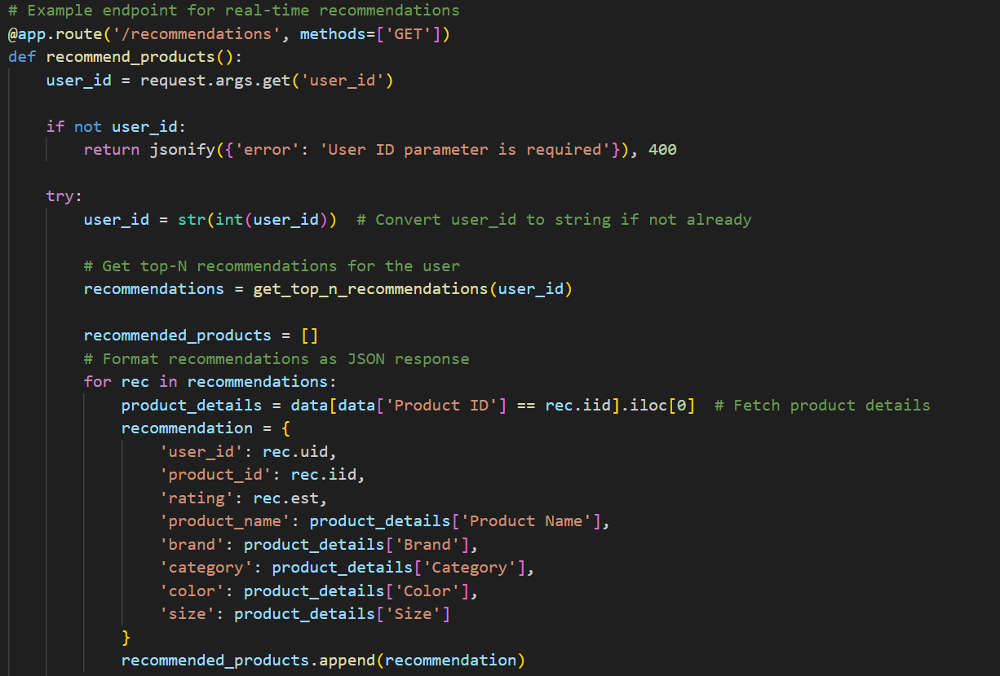 # Example endpoint for real-time recommendations
@app.route('/recommendations', methods=['GET'])
def recommend_products():
    user_id = request.args.get('user_id')

    if not user_id:
        return jsonify({'error': 'User ID parameter is required'}), 400

    try:
        user_id = str(int(user_id))  # Convert user_id to string if not already

        # Get top-N recommendations for the user
        recommendations = get_top_n_recommendations(user_id)

        recommended_products = []
        # Format recommendations as JSON response
        for rec in recommendations:
            product_details = data[data['Product ID'] == rec.iid].iloc[0]  # Fetch product details
            recommendation = {
                'user_id': rec.uid,
                'product_id': rec.iid,
                'rating': rec.est,
                'product_name': product_details['Product Name'],
                'brand': product_details['Brand'],
                'category': product_details['Category'],
                'color': product_details['Color'],
                'size': product_details['Size']
            }
            recommended_products.append(recommendation)